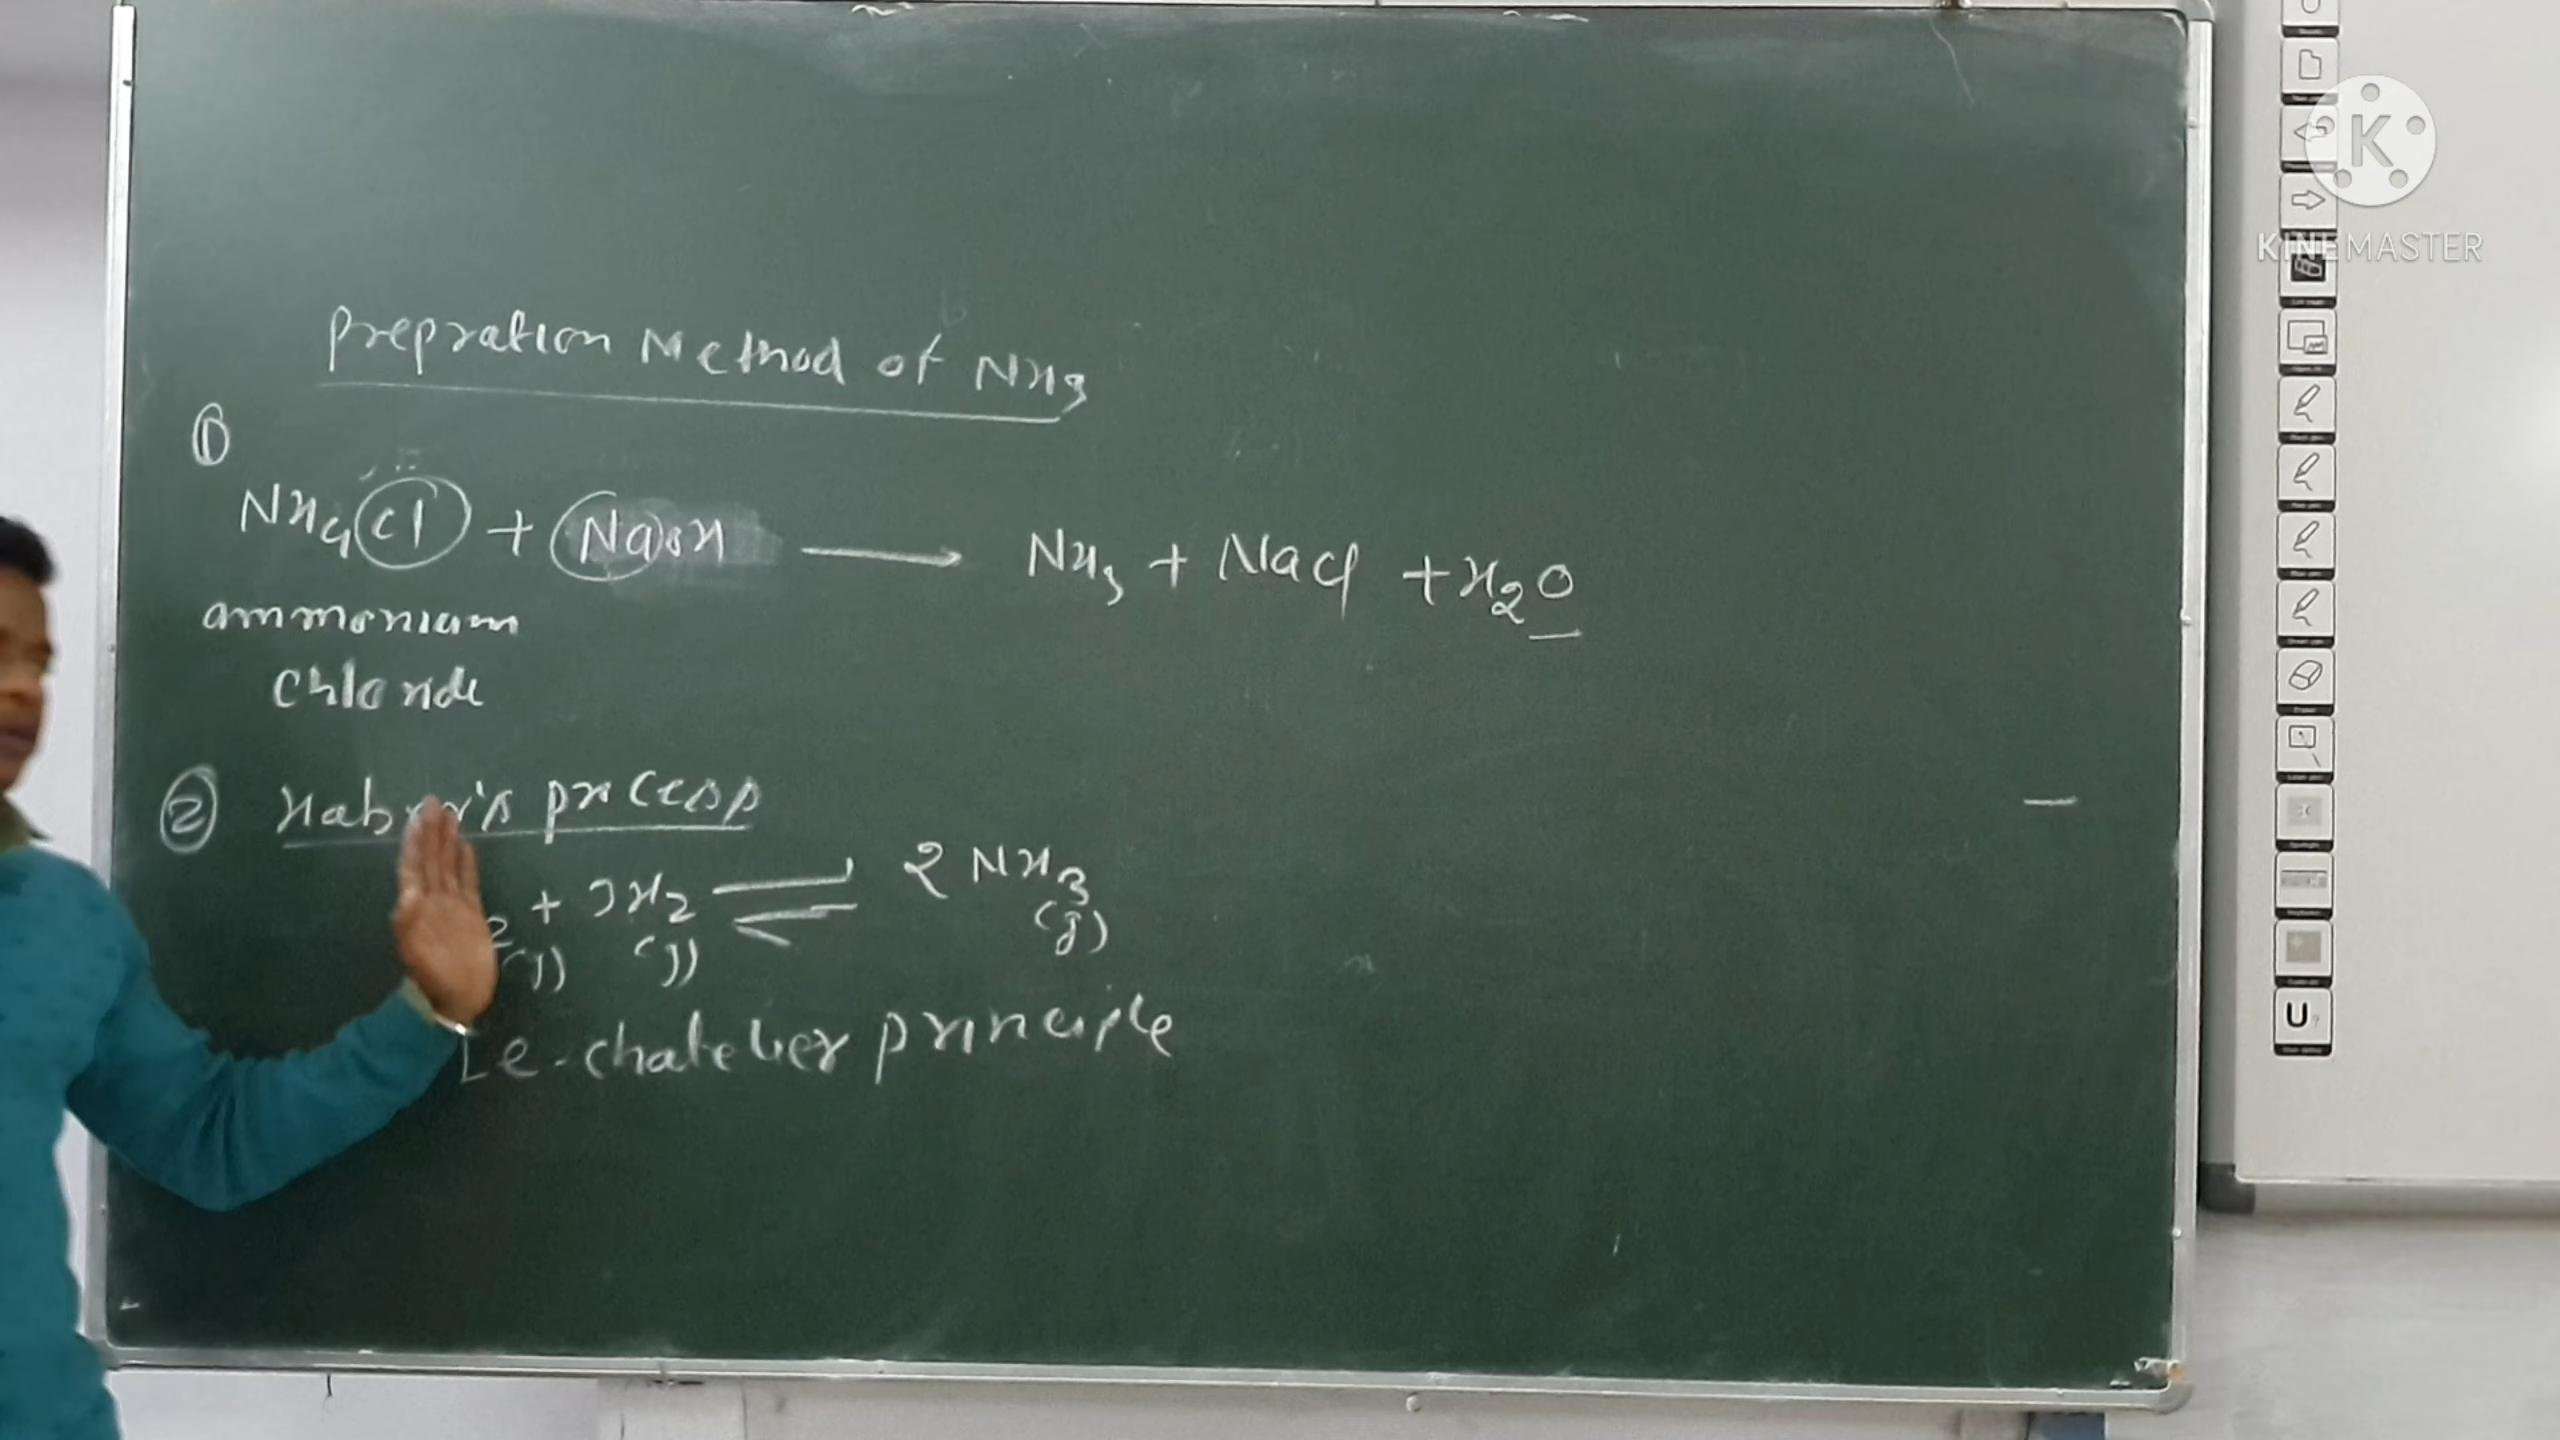 prepration Method of NH3
①
NH4Cl + NaOH ⟶ NH3 + NaCl + H2O
ammonium
chloride
② Haber's process
2 + 3H2 ⇌ 2NH3
(g) (g) (g)
Le-chatelier principle
KINEMASTER
K
U